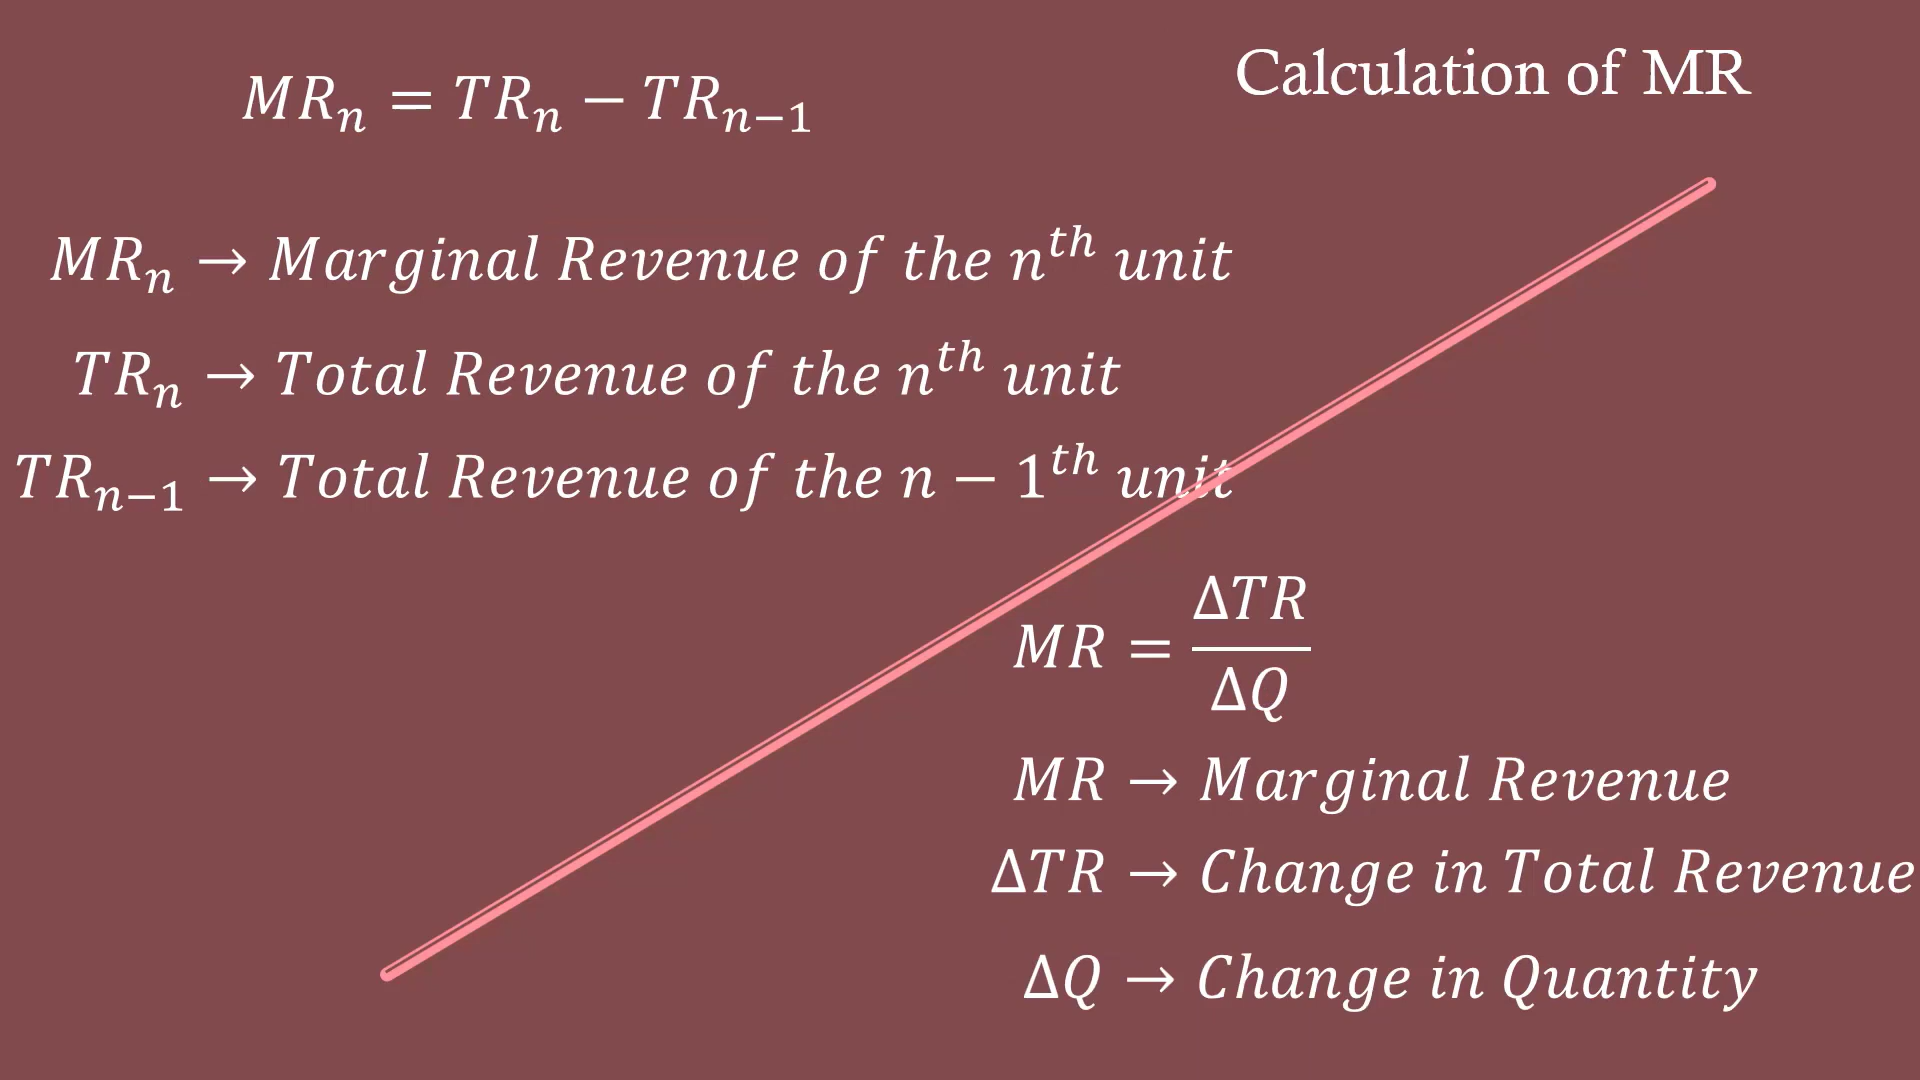 Calculation of MR
MRₙ = TRₙ − TRₙ₋₁
MRₙ → Marginal Revenue of the nᵗʰ unit
TRₙ → Total Revenue of the nᵗʰ unit
TRₙ₋₁ → Total Revenue of the n − 1ᵗʰ unit
MR = ΔTR/ΔQ
MR → Marginal Revenue
ΔTR → Change in Total Revenue
ΔQ → Change in Quantity